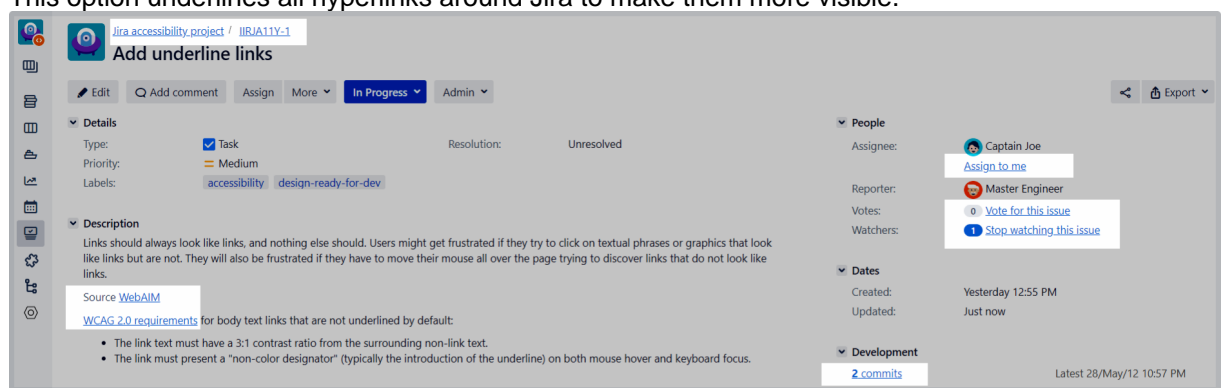 This option underlines all hyperlinks around Jira to make them more visible.
Jira accessibility project / IIRJA11Y-1
Add underline links
Edit Add comment Assign More In Progress Admin Export
Details
Type: Task Resolution: Unresolved
Priority: Medium
Labels: accessibility design-ready-for-dev
Description
Links should always look like links, and nothing else should. Users might get frustrated if they try to click on textual phrases or graphics that look
like links but are not. They will also be frustrated if they have to move their mouse all over the page trying to discover links that do not look like
links.
Source WebAIM
WCAG 2.0 requirements for body text links that are not underlined by default:
• The link text must have a 3:1 contrast ratio from the surrounding non-link text.
• The link must present a "non-color designator" (typically the introduction of the underline) on both mouse hover and keyboard focus.
People
Assignee: Captain Joe
Assign to me
Reporter: Master Engineer
Votes: 0 Vote for this issue
Watchers: 1 Stop watching this issue
Dates
Created: Yesterday 12:55 PM
Updated: Just now
Development
2 commits Latest 28/May/12 10:57 PM